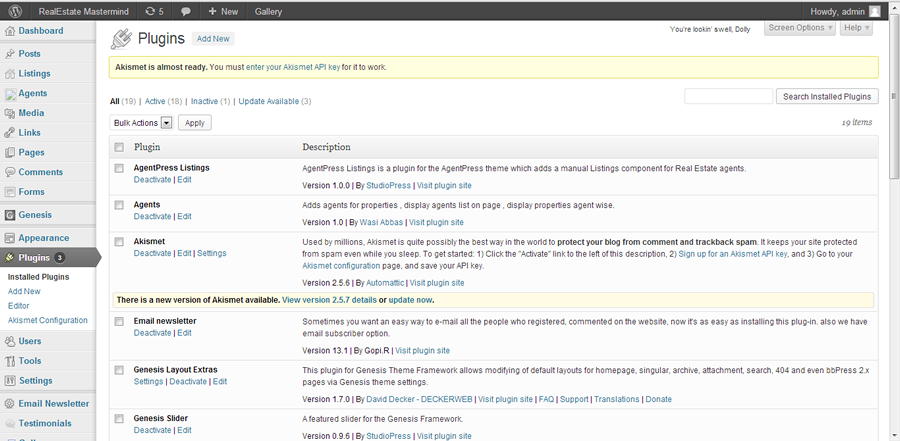 RealEstate Mastermind 5 + New Gallery Howdy, admin
Dashboard
Posts
Listings
Agents
Media
Links
Pages
Comments
Forms
Genesis
Appearance
Plugins 3
Installed Plugins
Add New
Editor
Akismet Configuration
Users
Tools
Settings
Email Newsletter
Testimonials
Plugins Add New
You're lookin' swell, Dolly
Screen Options
Help
Akismet is almost ready. You must enter your Akismet API key for it to work.
All (19) | Active (18) | Inactive (1) | Update Available (3)
Search Installed Plugins
Bulk Actions Apply
19 items
Plugin Description
AgentPress Listings
Deactivate | Edit
AgentPress Listings is a plugin for the AgentPress theme which adds a manual Listings component for Real Estate agents.
Version 1.0.0 | By StudioPress | Visit plugin site
Agents
Deactivate | Edit
Adds agents for properties , display agents list on page , display properties agent wise.
Version 1.0 | By Wasi Abbas | Visit plugin site
Akismet
Deactivate | Edit | Settings
Used by millions, Akismet is quite possibly the best way in the world to protect your blog from comment and trackback spam. It keeps your site protected
from spam even while you sleep. To get started: 1) Click the "Activate" link to the left of this description, 2) Sign up for an Akismet API key, and 3) Go to your
Akismet configuration page, and save your API key.
Version 2.5.6 | By Automattic | Visit plugin site
There is a new version of Akismet available. View version 2.5.7 details or update now.
Email newsletter
Deactivate | Edit
Sometimes you want an easy way to e-mail all the people who registered, commented on the website, now it's as easy as installing this plug-in. also we have
email subscriber option.
Version 13.1 | By Gopi.R | Visit plugin site
Genesis Layout Extras
Settings | Deactivate | Edit
This plugin for Genesis Theme Framework allows modifying of default layouts for homepage, singular, archive, attachment, search, 404 and even bbPress 2.x
pages via Genesis theme settings.
Version 1.7.0 | By David Decker - DECKERWEB | Visit plugin site | FAQ | Support | Translations | Donate
Genesis Slider
Deactivate | Edit
A featured slider for the Genesis Framework.
Version 0.9.6 | By StudioPress | Visit plugin site